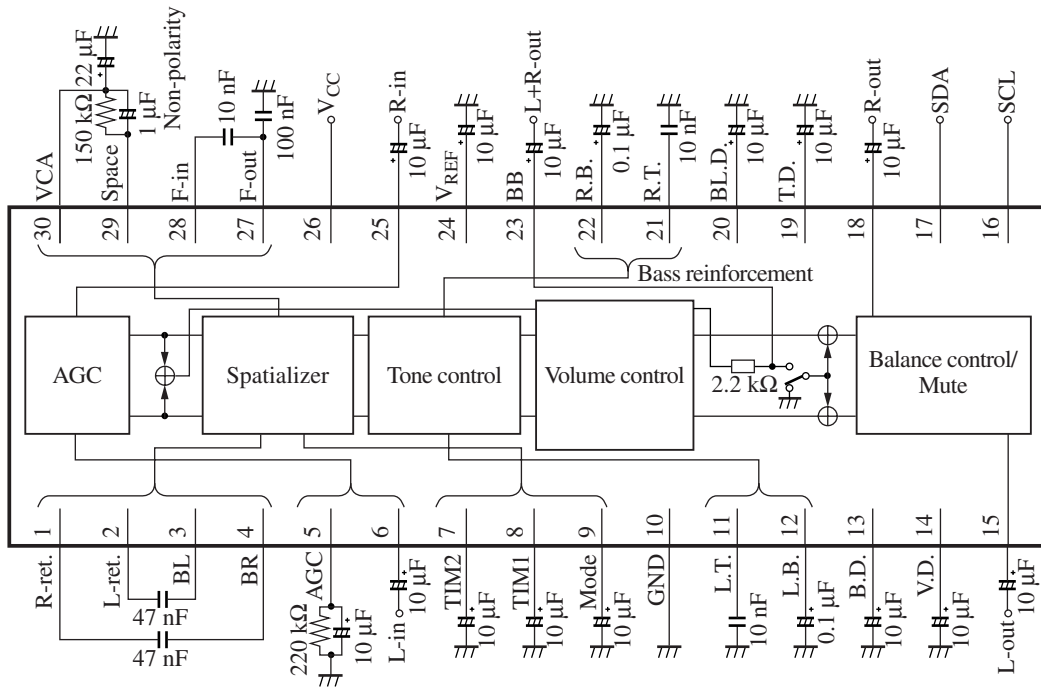 150 kΩ
22 µF
1 µF
Non-polarity
10 nF
100 nF
VCC
R-in
10 µF
10 µF
L+R-out
10 µF
0.1 µF
10 nF
10 µF
10 µF
R-out
10 µF
SDA
SCL
VCA
Space
F-in
F-out
VREF
BB
R.B.
R.T.
BL.D.
T.D.
30
29
28
27
26
25
24
23
22
21
20
19
18
17
16
Bass reinforcement
AGC
Spatializer
Tone control
Volume control
2.2 kΩ
Balance control/
Mute
1
2
3
4
5
6
7
8
9
10
11
12
13
14
15
R-ret.
L-ret.
BL
BR
AGC
TIM2
TIM1
Mode
GND
L.T.
L.B.
B.D.
V.D.
47 nF
47 nF
220 kΩ
10 µF
L-in
10 µF
10 µF
10 µF
10 µF
10 nF
0.1 µF
10 µF
10 µF
L-out
10 µF